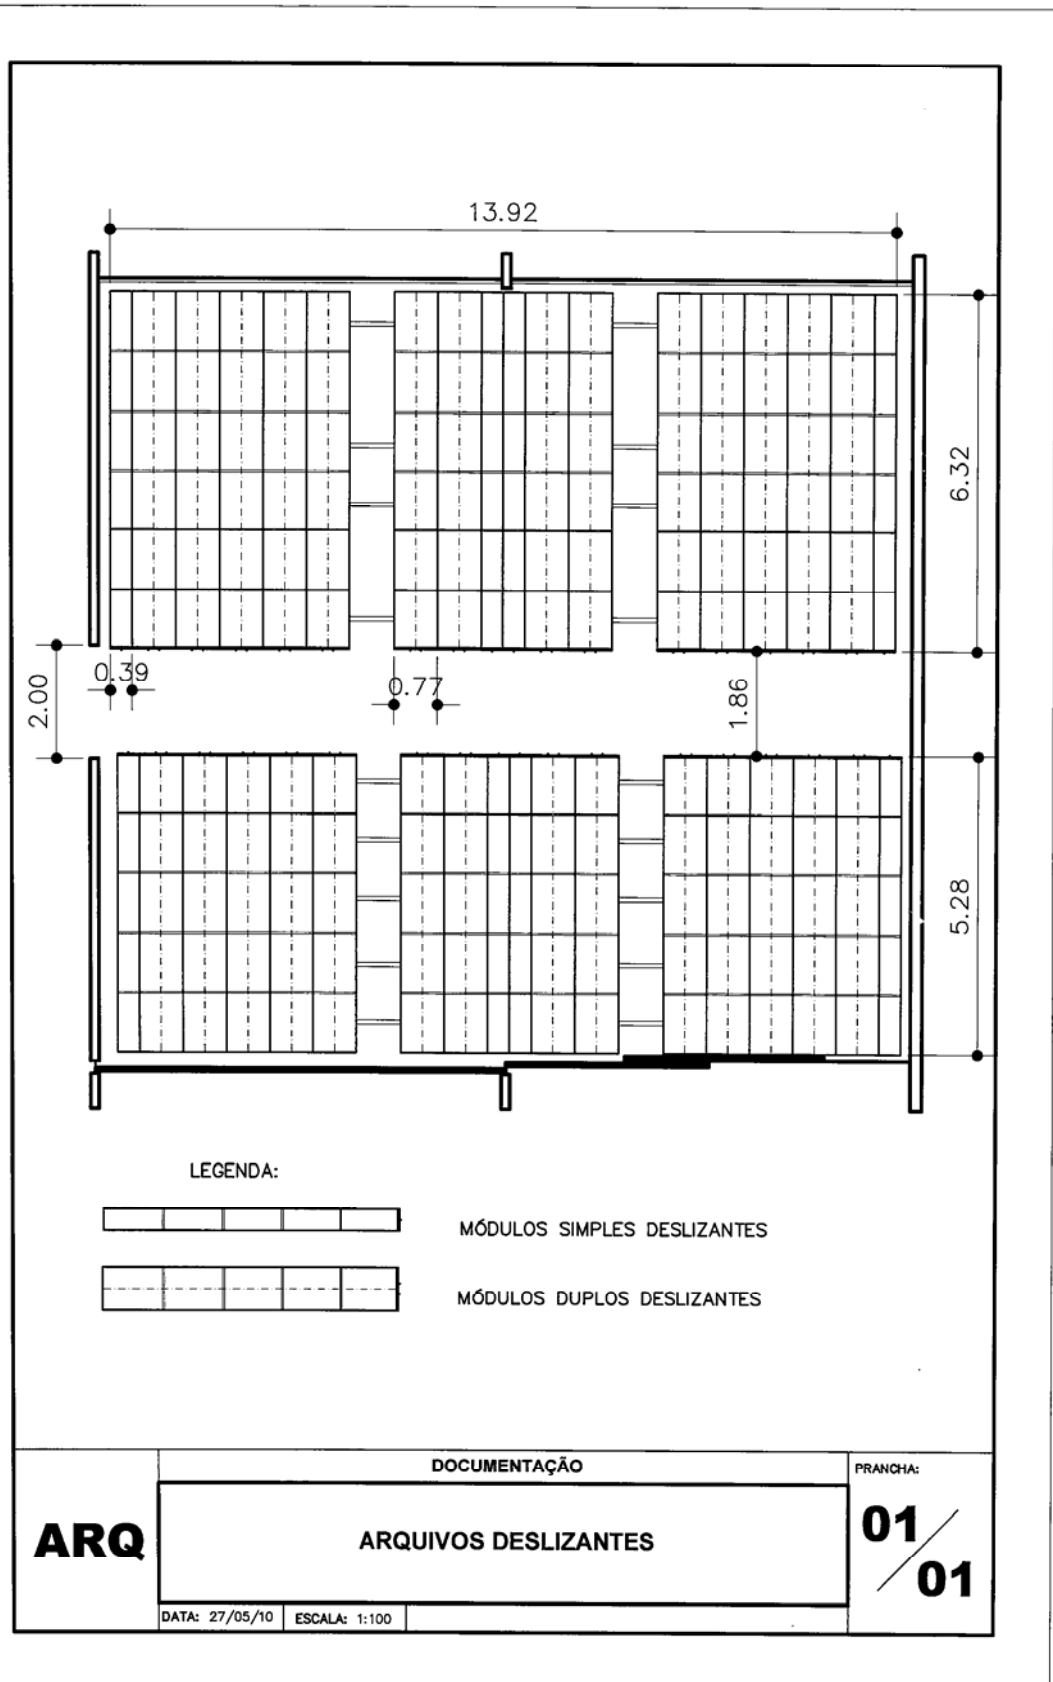 13.92
6.32
0.39
0.77
2.00
1.86
5.28
LEGENDA:
MÓDULOS SIMPLES DESLIZANTES
MÓDULOS DUPLOS DESLIZANTES
DOCUMENTAÇÃO
PRANCHA:
ARQ
ARQUIVOS DESLIZANTES
01/01
DATA: 27/05/10
ESCALA: 1:100